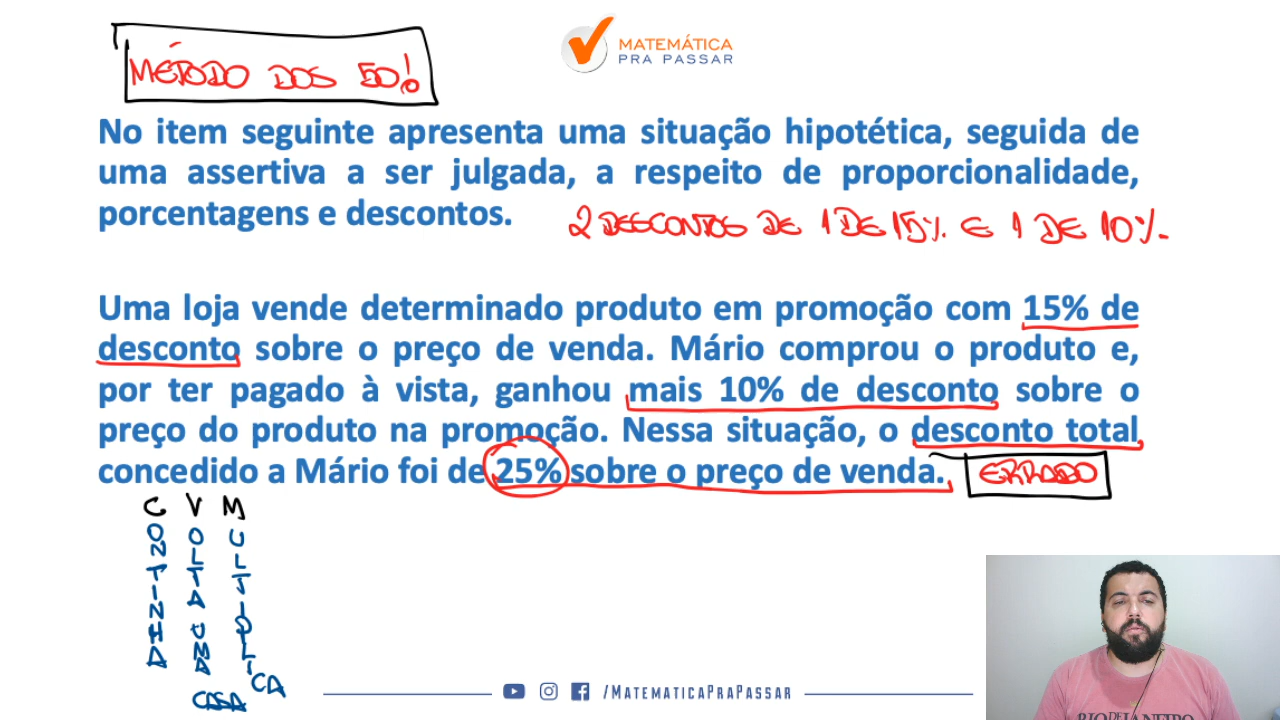 MÉTODO DOS 50!
MATEMÁTICA
PRA PASSAR
No item seguinte apresenta uma situação hipotética, seguida de
uma assertiva a ser julgada, a respeito de proporcionalidade,
porcentagens e descontos.
2 DESCONTOS DE 1 DE 15% E 1 DE 10%.
Uma loja vende determinado produto em promoção com 15% de
desconto sobre o preço de venda. Mário comprou o produto e,
por ter pagado à vista, ganhou mais 10% de desconto sobre o
preço do produto na promoção. Nessa situação, o desconto total
concedido a Mário foi de 25% sobre o preço de venda.
ERRADO
CONTINHA
VOLTA UMA CASA
MULTIPLICA
/MATEMATICAPRAPASSAR
RIO DE JANEIRO